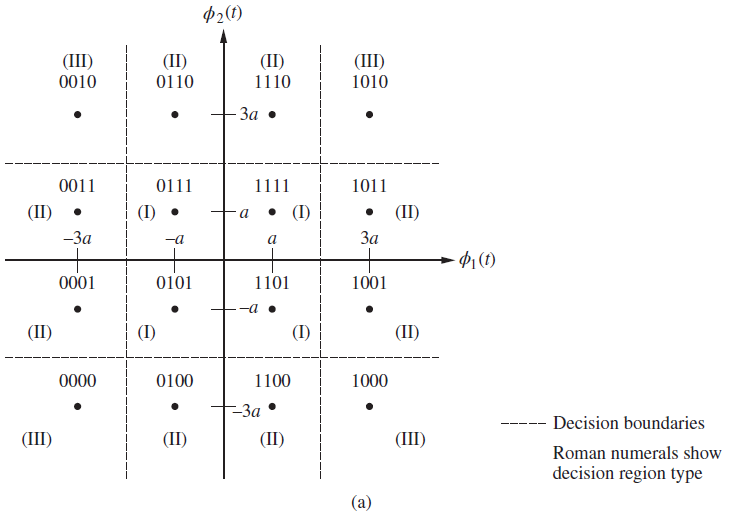 ϕ₂(t)
(III) (II) (II) (III)
0010 0110 1110 1010
3a
0011 0111 1111 1011
(II) (I) a (I) (II)
–3a –a a 3a
ϕ₁(t)
0001 0101 1101 1001
–a
(II) (I) (I) (II)
0000 0100 1100 1000
–3a
(III) (II) (II) (III)
Decision boundaries
Roman numerals show
decision region type
(a)